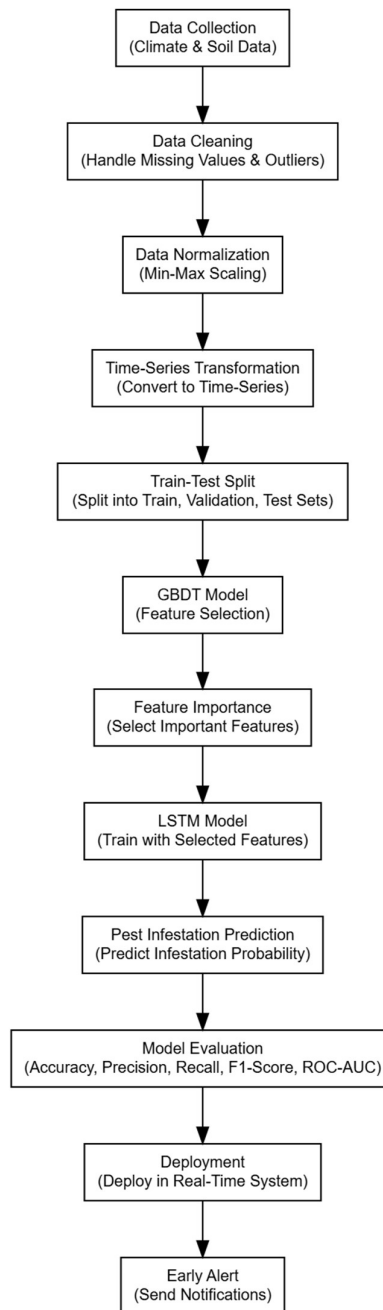 Data Collection
(Climate & Soil Data)
Data Cleaning
(Handle Missing Values & Outliers)
Data Normalization
(Min-Max Scaling)
Time-Series Transformation
(Convert to Time-Series)
Train-Test Split
(Split into Train, Validation, Test Sets)
GBDT Model
(Feature Selection)
Feature Importance
(Select Important Features)
LSTM Model
(Train with Selected Features)
Pest Infestation Prediction
(Predict Infestation Probability)
Model Evaluation
(Accuracy, Precision, Recall, F1-Score, ROC-AUC)
Deployment
(Deploy in Real-Time System)
Early Alert
(Send Notifications)